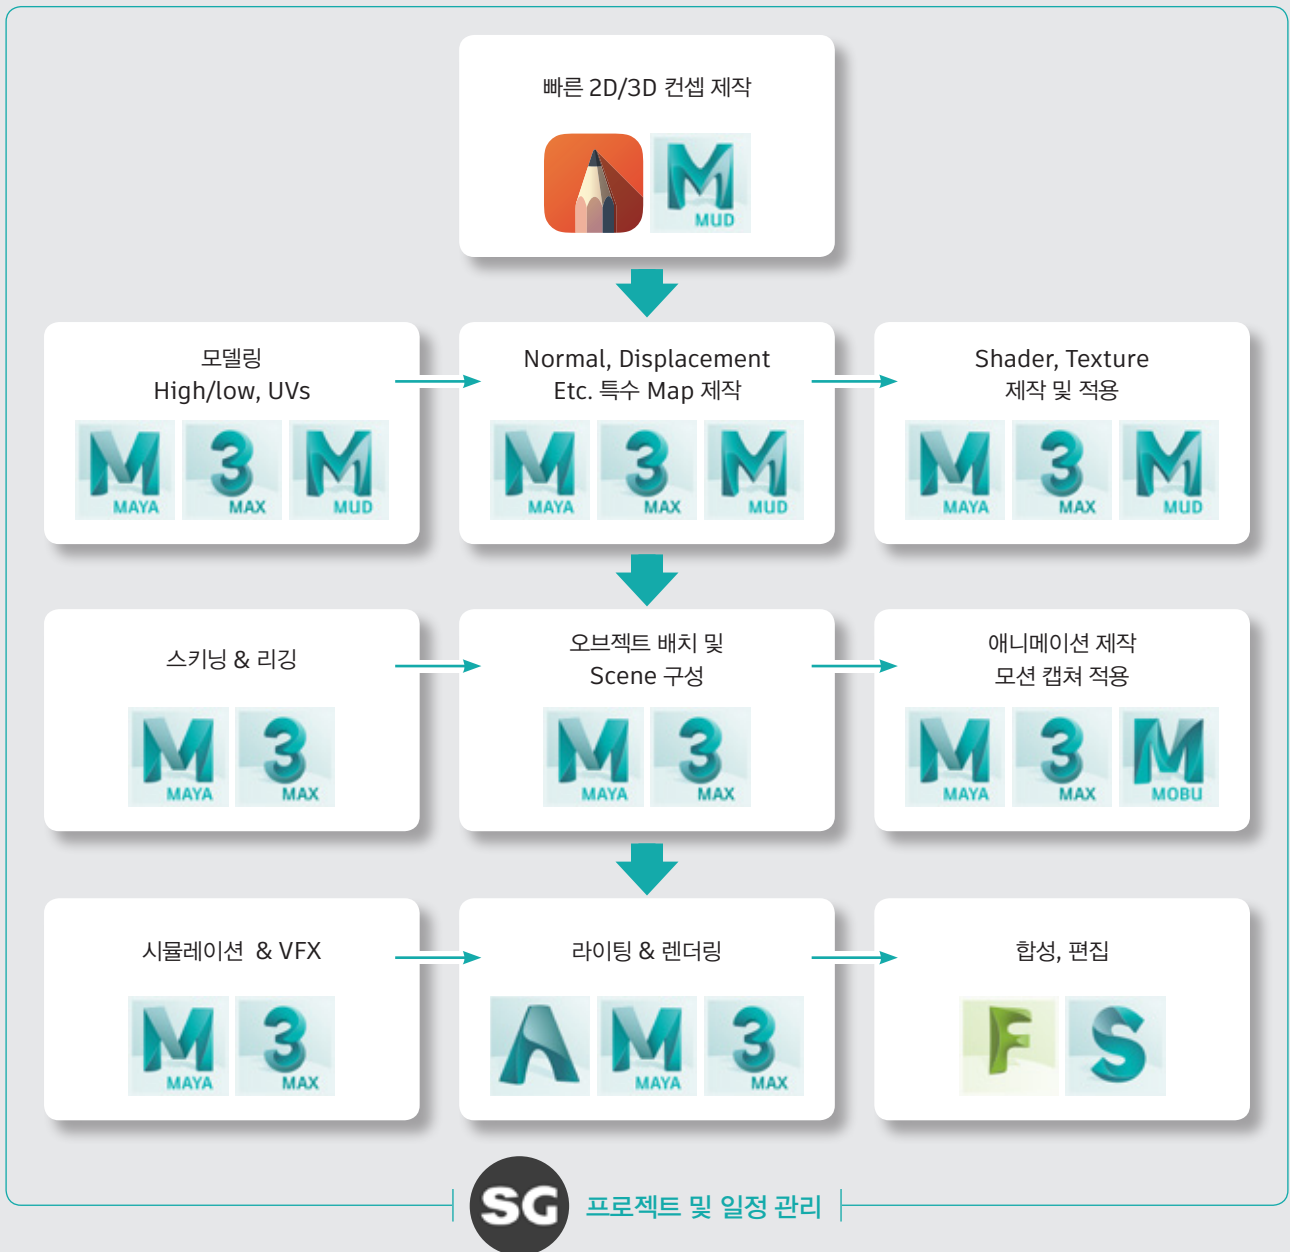 빠른 2D/3D 컨셉 제작
MUD
모델링
High/low, UVs
MAYA
MAX
MUD
Normal, Displacement
Etc. 특수 Map 제작
MAYA
MAX
MUD
Shader, Texture
제작 및 적용
MAYA
MAX
MUD
스키닝 & 리깅
MAYA
MAX
오브젝트 배치 및
Scene 구성
MAYA
MAX
애니메이션 제작
모션 캡쳐 적용
MAYA
MAX
MOBU
시뮬레이션 & VFX
MAYA
MAX
라이팅 & 렌더링
MAYA
MAX
합성, 편집
SG 프로젝트 및 일정 관리